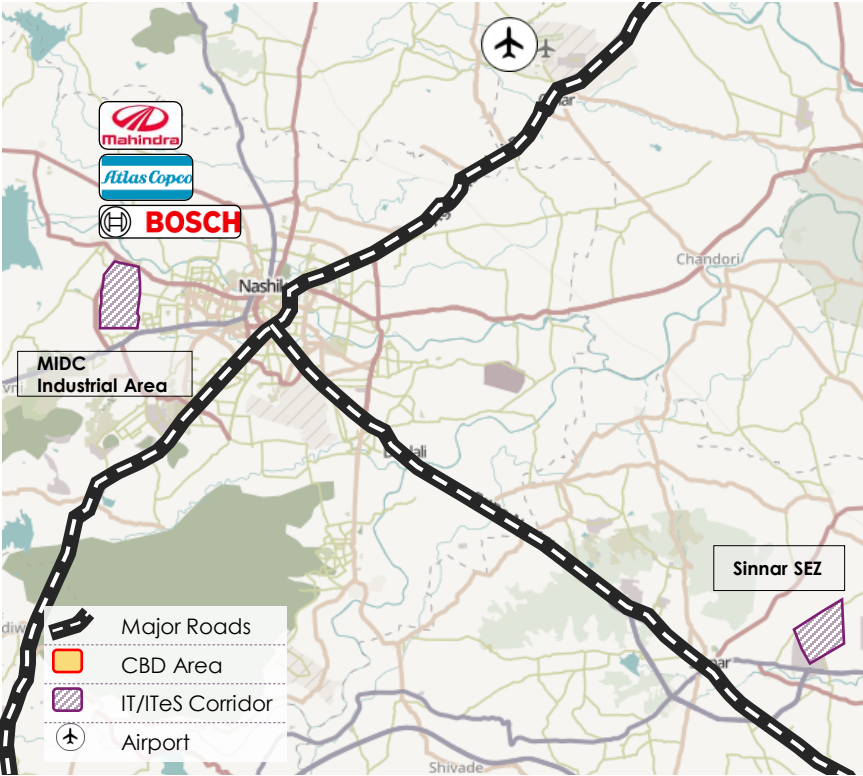 Mahindra
Atlas Copco
BOSCH
Chandori
Nashik
MIDC
Industrial Area
Sinnar SEZ
Major Roads
CBD Area
IT/ITeS Corridor
Airport
Shivade